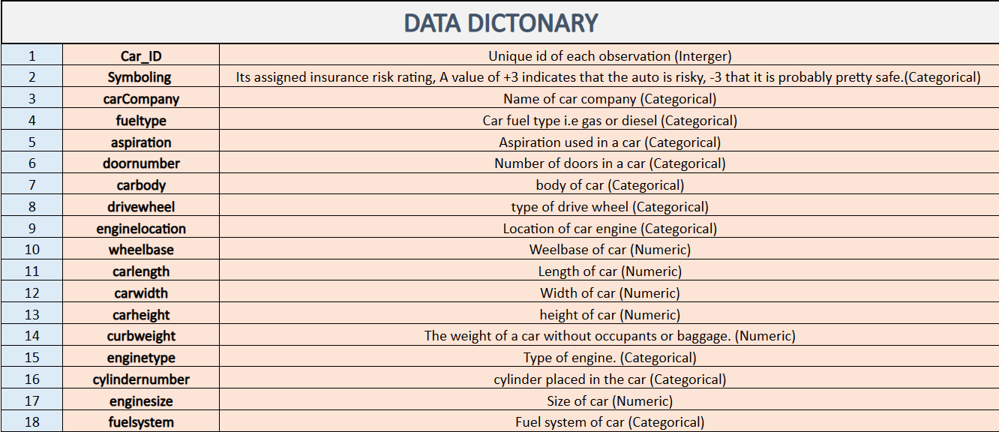 DATA DICTONARY
1 Car_ID Unique id of each observation (Interger)
2 Symboling Its assigned insurance risk rating, A value of +3 indicates that the auto is risky, -3 that it is probably pretty safe.(Categorical)
3 carCompany Name of car company (Categorical)
4 fueltype Car fuel type i.e gas or diesel (Categorical)
5 aspiration Aspiration used in a car (Categorical)
6 doornumber Number of doors in a car (Categorical)
7 carbody body of car (Categorical)
8 drivewheel type of drive wheel (Categorical)
9 enginelocation Location of car engine (Categorical)
10 wheelbase Weelbase of car (Numeric)
11 carlength Length of car (Numeric)
12 carwidth Width of car (Numeric)
13 carheight height of car (Numeric)
14 curbweight The weight of a car without occupants or baggage. (Numeric)
15 enginetype Type of engine. (Categorical)
16 cylindernumber cylinder placed in the car (Categorical)
17 enginesize Size of car (Numeric)
18 fuelsystem Fuel system of car (Categorical)